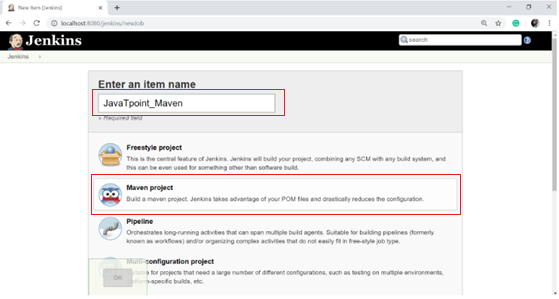 New Item [Jenkins]
localhost:8080/jenkins/newJob
Jenkins
search
Jenkins
Enter an item name
JavaTpoint_Maven
» Required field
Freestyle project
This is the central feature of Jenkins. Jenkins will build your project, combining any SCM with any build system, and
this can be even used for something other than software build.
Maven project
Build a maven project. Jenkins takes advantage of your POM files and drastically reduces the configuration.
Pipeline
Orchestrates long-running activities that can span multiple build agents. Suitable for building pipelines (formerly
known as workflows) and/or organizing complex activities that do not easily fit in free-style job type.
Multi-configuration project
Suitable for projects that need a large number of different configurations, such as testing on multiple environments,
platform-specific builds, etc.
OK